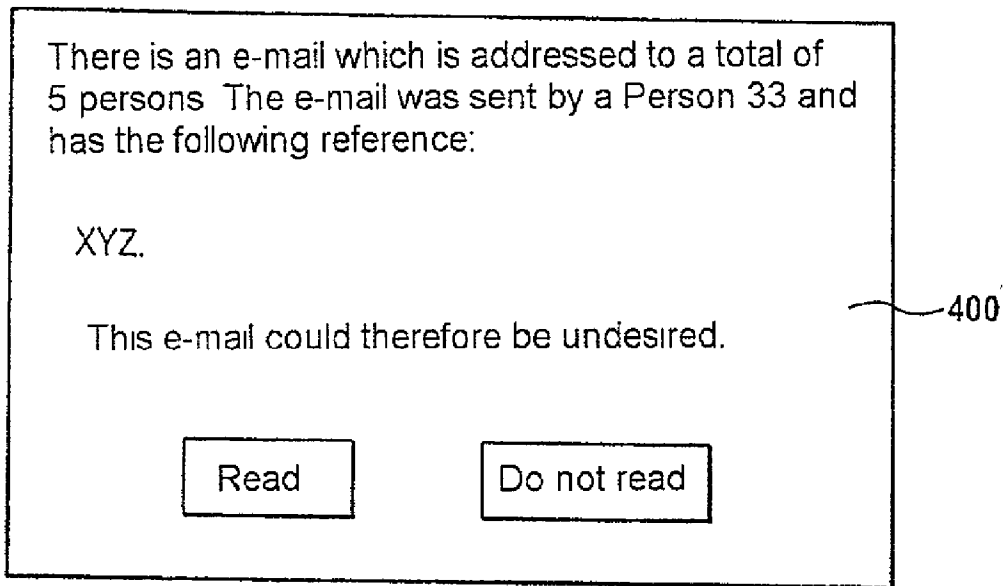 There is an e-mail which is addressed to a total of
5 persons The e-mail was sent by a Person 33 and
has the following reference:
XYZ.
This e-mail could therefore be undesired.
400
Read
Do not read